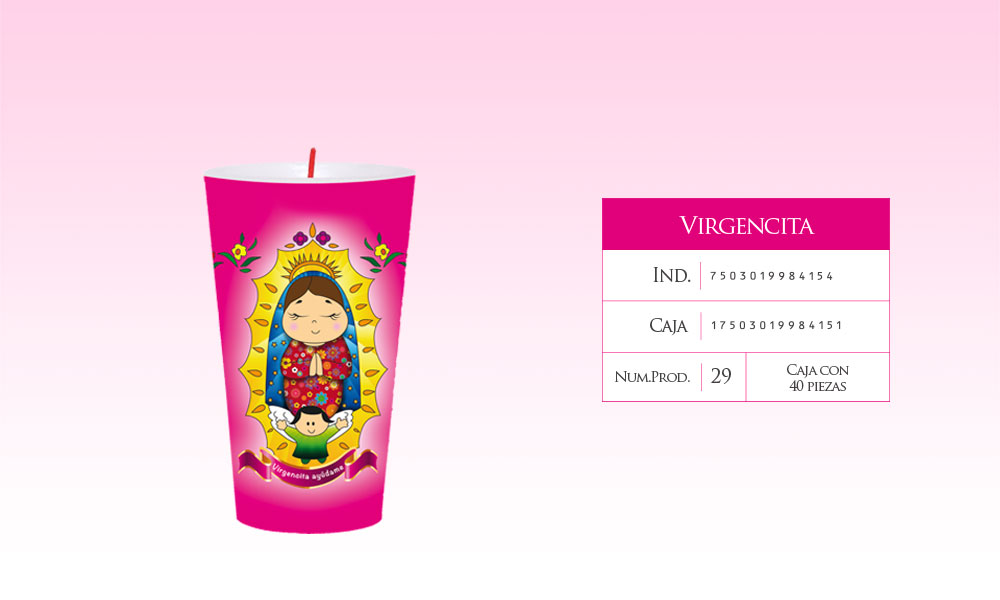 Virgencita ayúdame
VIRGENCITA
IND. 7503019984154
CAJA 17503019984151
NUM.PROD. 29
CAJA CON
40 PIEZAS